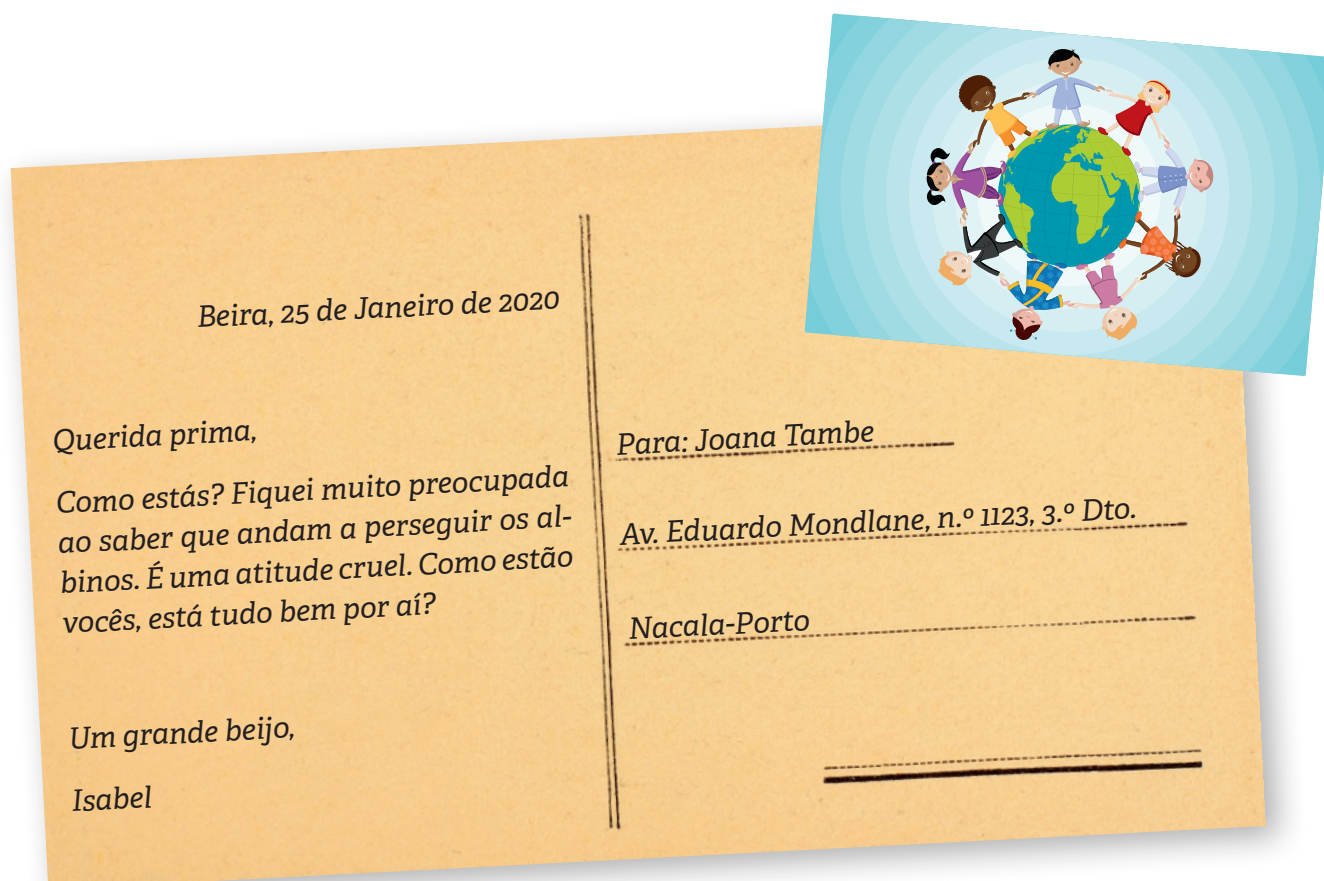 Beira, 25 de Janeiro de 2020
Querida prima,
Como estás? Fiquei muito preocupada
ao saber que andam a perseguir os al-
binos. É uma atitude cruel. Como estão
vocês, está tudo bem por aí?
Um grande beijo,
Isabel
Para: Joana Tambe
Av. Eduardo Mondlane, n.º 1123, 3.º Dto.
Nacala-Porto